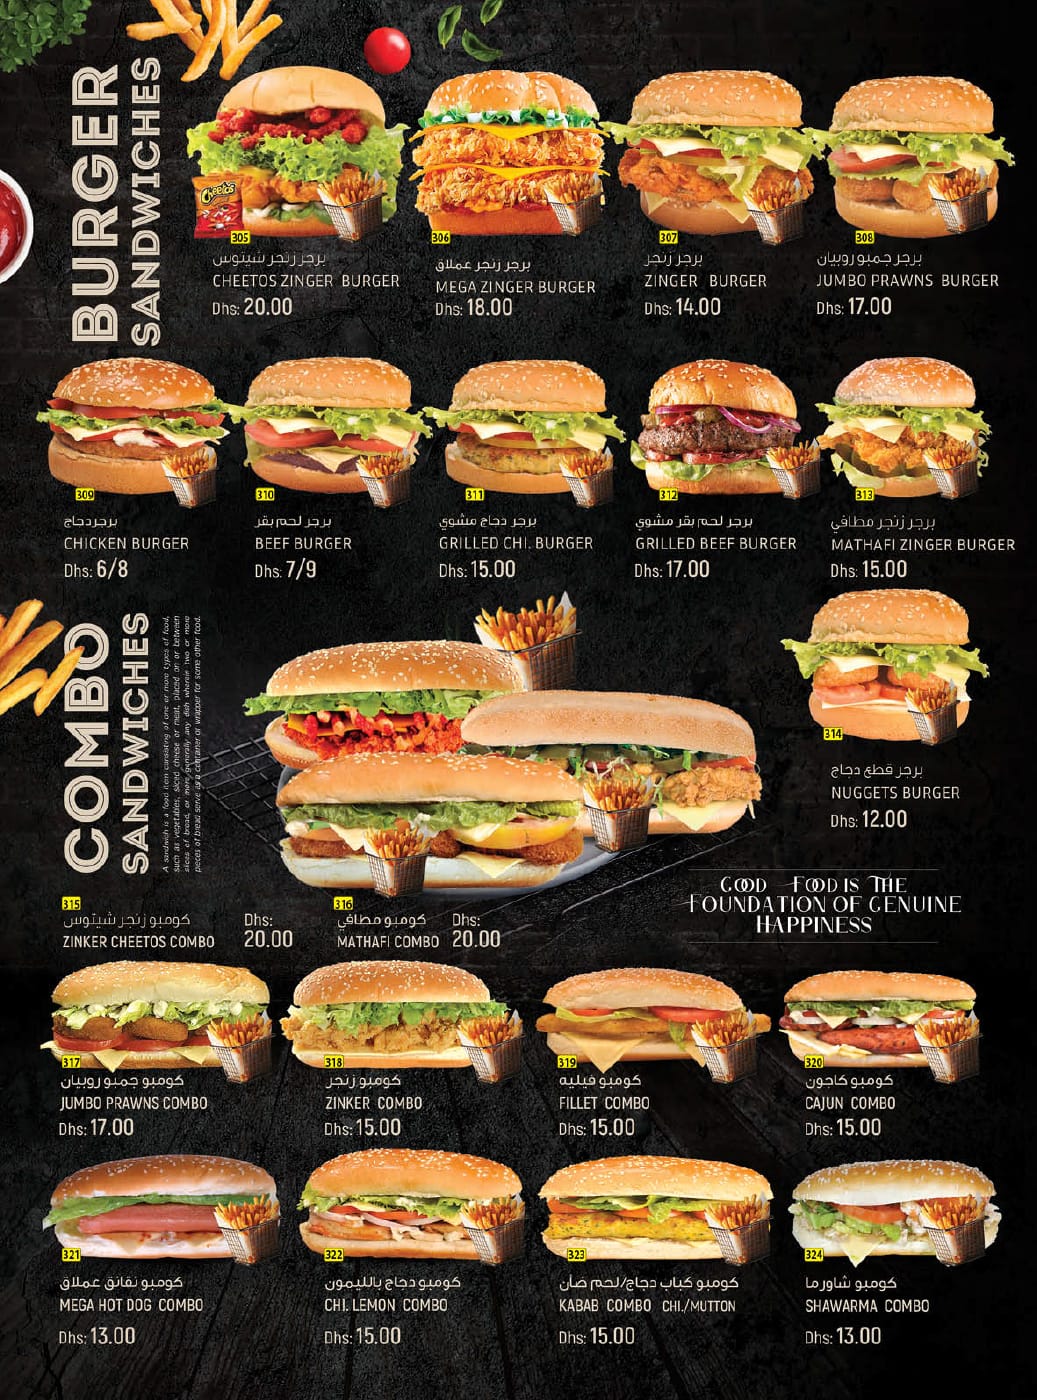 BURGER
SANDWICHES
Cheetos
305
برجر زنجر شيتوس
CHEETOS ZINGER BURGER
Dhs: 20.00
306
برجر زنجر عملاق
MEGA ZINGER BURGER
Dhs: 18.00
307
برجر زنجر
ZINGER BURGER
Dhs: 14.00
308
برجر جمبو روبيان
JUMBO PRAWNS BURGER
Dhs: 17.00
309
برجردجاج
CHICKEN BURGER
Dhs: 6/8
310
برجر لحم بقر
BEEF BURGER
Dhs: 7/9
311
برجر دجاج مشوي
GRILLED CHI. BURGER
Dhs: 15.00
312
برجر لحم بقر مشوي
GRILLED BEEF BURGER
Dhs: 17.00
313
برجر زنجر مطافي
MATHAFI ZINGER BURGER
Dhs: 15.00
314
برجر قطع دجاج
NUGGETS BURGER
Dhs: 12.00
COMBO
SANDWICHES
A sandwich is a food item consisting of one or more types of food,
such as vegetables, sliced cheese or meat, placed on or between
slices of bread, or more generally any dish wherein two or more
pieces of bread serve as a container or wrapper for some other food.
315
كومبو زنجر شيتوس
ZINKER CHEETOS COMBO
Dhs:
20.00
316
كومبو مطافي
MATHAFI COMBO
Dhs:
20.00
GOOD FOOD IS THE
FOUNDATION OF GENUINE
HAPPINESS
317
كومبو جمبو روبيان
JUMBO PRAWNS COMBO
Dhs: 17.00
318
كومبو زنجر
ZINKER COMBO
Dhs: 15.00
319
كومبو فيليه
FILLET COMBO
Dhs: 15.00
320
كومبو كاجون
CAJUN COMBO
Dhs: 15.00
321
كومبو نقانق عملاق
MEGA HOT DOG COMBO
Dhs: 13.00
322
كومبو دجاج بالليمون
CHI. LEMON COMBO
Dhs: 15.00
323
كومبو كباب دجاج/لحم ضأن
KABAB COMBO CHI./MUTTON
Dhs: 15.00
324
كومبو شاورما
SHAWARMA COMBO
Dhs: 13.00